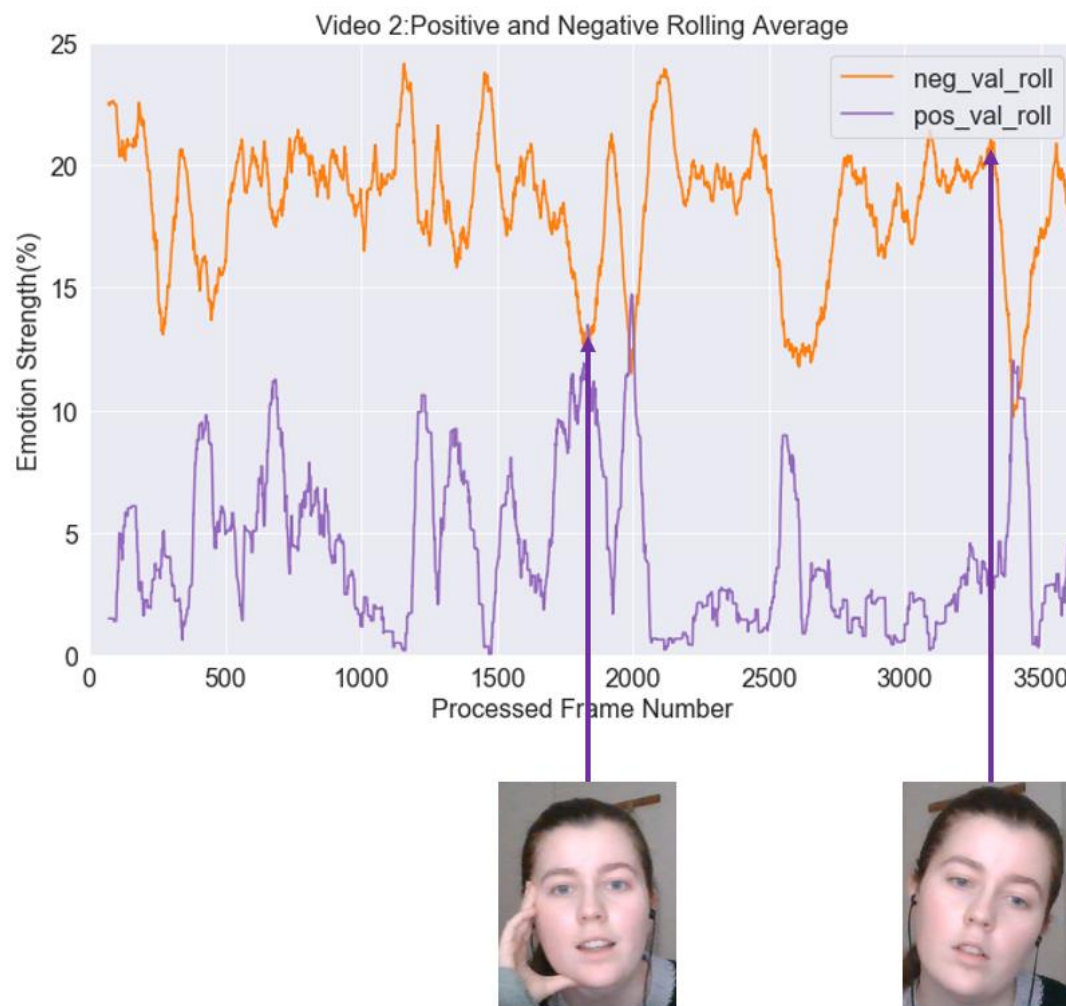 Video 2:Positive and Negative Rolling Average
25
neg_val_roll
pos_val_roll
20
15
10
5
0
Emotion Strength(%)
0 500 1000 1500 2000 2500 3000 3500
Processed Frame Number